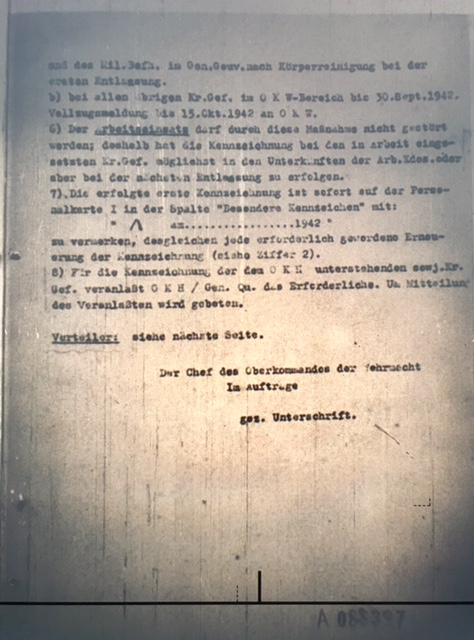 und des Mil.Befh. im Gen.Gouv.nach Körperreinigung bei der
ersten Entlausung.
b) bei allen übrigen Kr.Gef. im O K W-Bereich bis 30.Sept.1942.
Vollzugsmeldung bis 15.Okt.1942 an O K W.
6) Der Arbeitseinsatz darf durch diese Maßnahme nicht gestört
werden; deshalb hat die Kennzeichnung bei den in Arbeit einge-
setzten Kr.Gef. möglichst in den Unterkünften der Arb.Kdos.oder
aber bei der nächsten Entlausung zu erfolgen.
7).Die erfolgte erste Kennzeichnung ist sofort auf der Perso-
nalkarte I in der Spalte "Besondere Kennzeichen" mit:
" Λ am..................1942 "
zu vermerken, desgleichen jede erforderlich gewordene Erneu-
erung der Kennzeichnung (siehe Ziffer 2).
8) Für die Kennzeichnung der dem O K H unterstehenden sowj.Kr.
Gef. veranlaßt O K H / Gen. Qu. das Erforderliche. Um Mitteilung
des Veranlaßten wird gebeten.
Verteiler: siehe nächste Seite.
Der Chef des Oberkommandos der Wehrmacht
Im Auftrage
gez. Unterschrift.